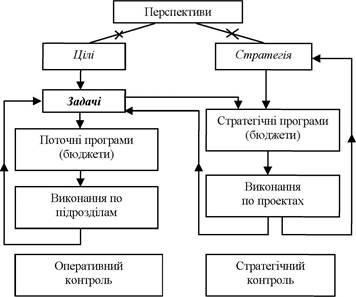 Перспективи
Цілі
Стратегія
Задачі
Поточні програми
(бюджети)
Стратегічні програми
(бюджети)
Виконання по
підрозділам
Виконання
по проектах
Оперативний
контроль
Стратегічний
контроль